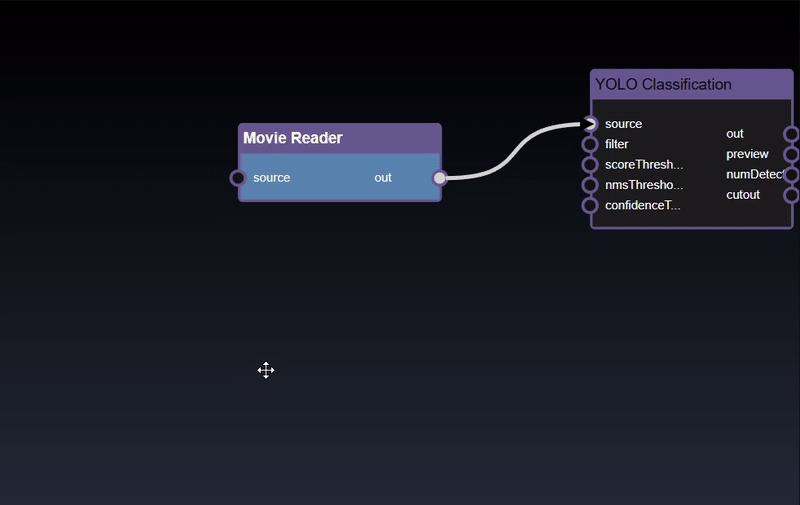 YOLO Classification
Movie Reader
source out
source
filter
scoreThresh...
nmsThresho...
confidenceT...
out
preview
numDetect
cutout